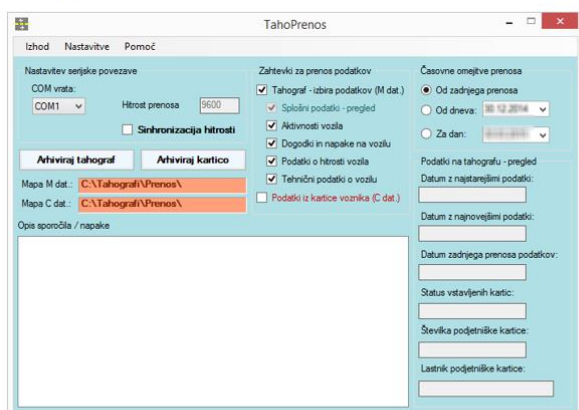 TahoPrenos
Izhod Nastavitve Pomoč
Nastavitev serijske povezave
COM vrata:
COM1
Hitrost prenosa
9600
Sinhronizacija hitrosti
Arhiviraj tahograf
Arhiviraj kartico
Mapa M dat.: C:\Tahografi\Prenos\
Mapa C dat.: C:\Tahografi\Prenos\
Opis sporočila / napake
Zahtevki za prenos podatkov
Tahograf - izbira podatkov (M dat.)
Splošni podatki - pregled
Aktivnosti vozila
Dogodki in napake na vozilu
Podatki o hitrosti vozila
Tehnični podatki o vozilu
Podatki iz kartice voznika (C dat.)
Časovne omejitve prenosa
Od zadnjega prenosa
Od dneva: 30.12.2014
Za dan:
Podatki na tahografu - pregled
Datum z najstarejšimi podatki:
Datum z najnovejšimi podatki:
Datum zadnjega prenosa podatkov:
Status vstavljenih kartic:
Številka podjetniške kartice:
Lastnik podjetniške kartice: